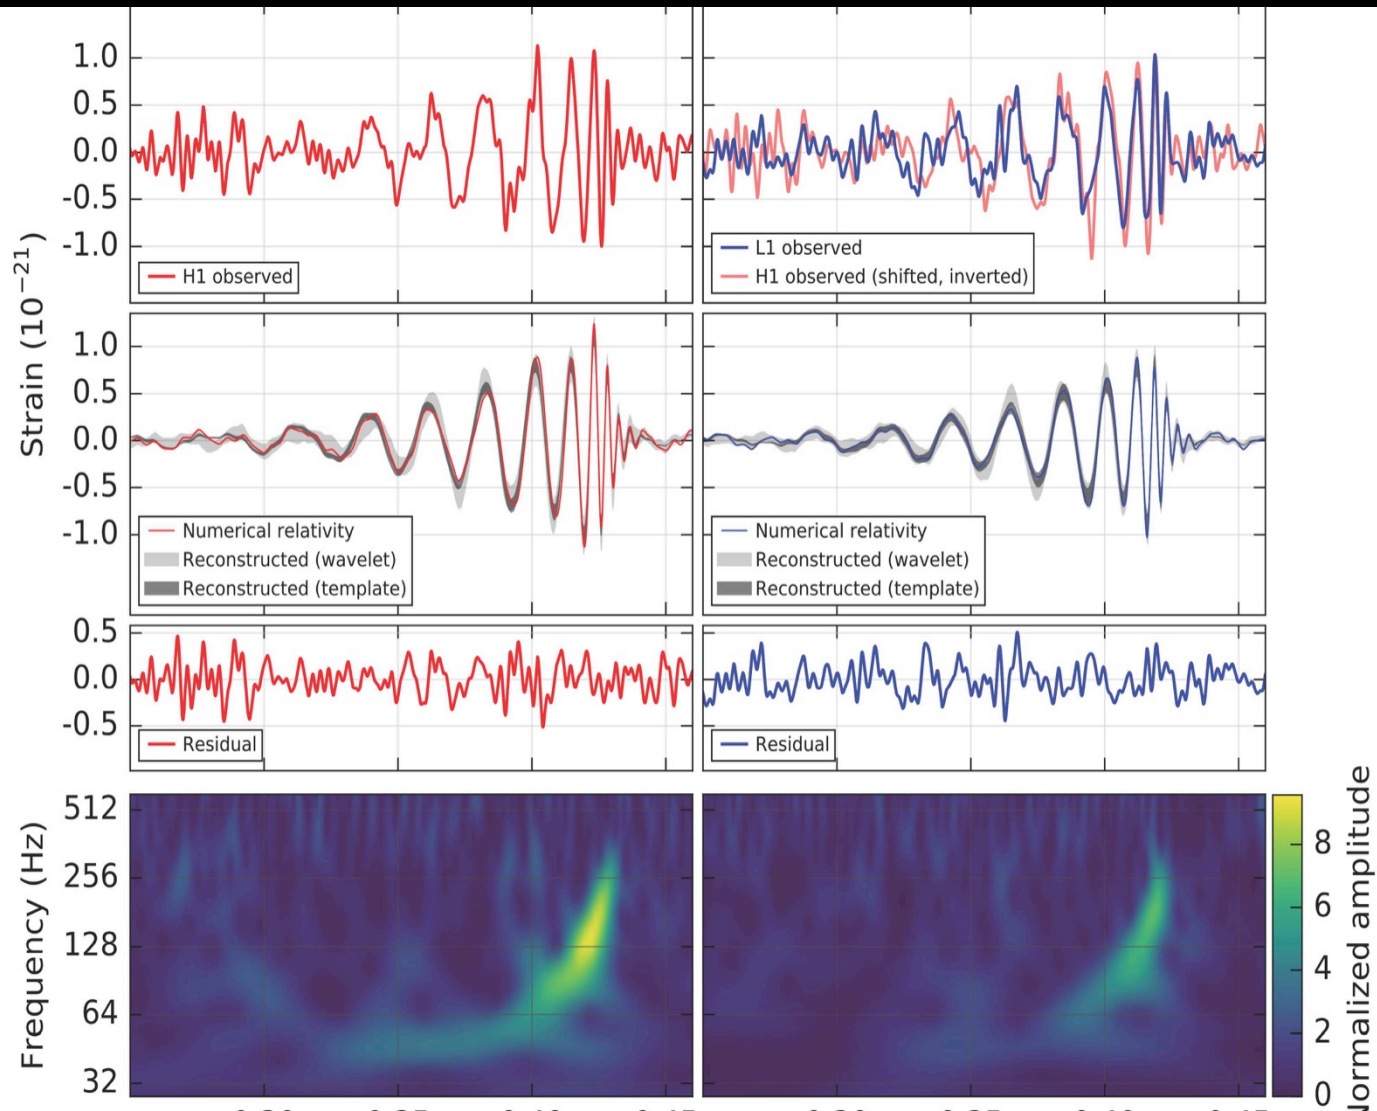 1.0
0.5
0.0
-0.5
-1.0
Strain (10⁻²¹)
H1 observed
L1 observed
H1 observed (shifted, inverted)
1.0
0.5
0.0
-0.5
-1.0
Numerical relativity
Reconstructed (wavelet)
Reconstructed (template)
Numerical relativity
Reconstructed (wavelet)
Reconstructed (template)
0.5
0.0
-0.5
Residual
Residual
Frequency (Hz)
512
256
128
64
32
Normalized amplitude
8
6
4
2
0